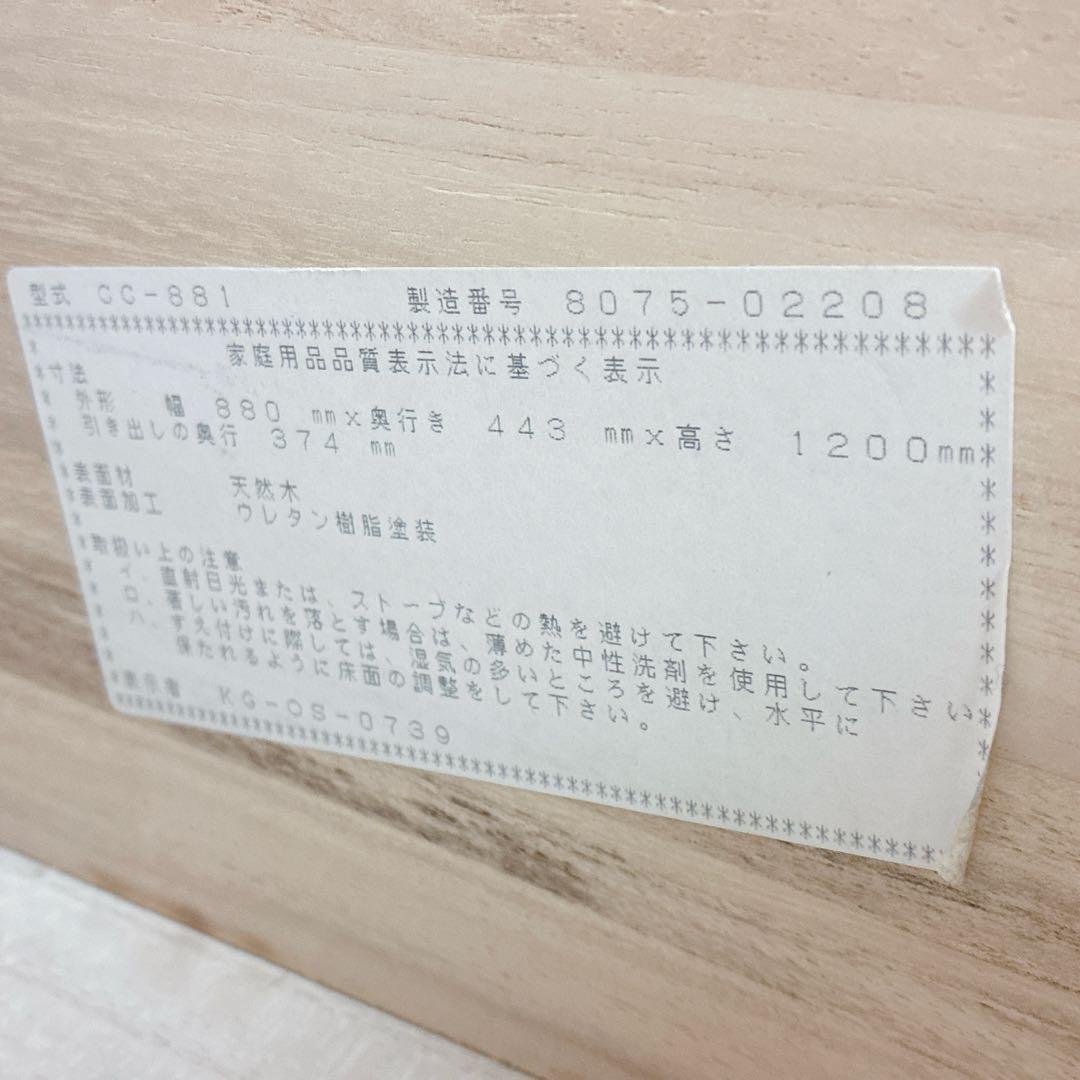 型式 CC-881 製造番号 8075-02208
******************************************************
家庭用品品質表示法に基づく表示
*寸法
外形 幅 880 mm×奥行き 443 mm×高さ 1200mm*
引き出しの奥行 374 mm
*表面材 天然木
*表面加工 ウレタン樹脂塗装
*取扱い上の注意
イ、直射日光または、ストーブなどの熱を避けて下さい。
ロ、著しい汚れを落とす場合は、薄めた中性洗剤を使用して下さい
ハ、すえ付けに際しては、湿気の多いところを避け、水平に
保たれるように床面の調整をして下さい。
*表示者 KG-OS-0739
******************************************************